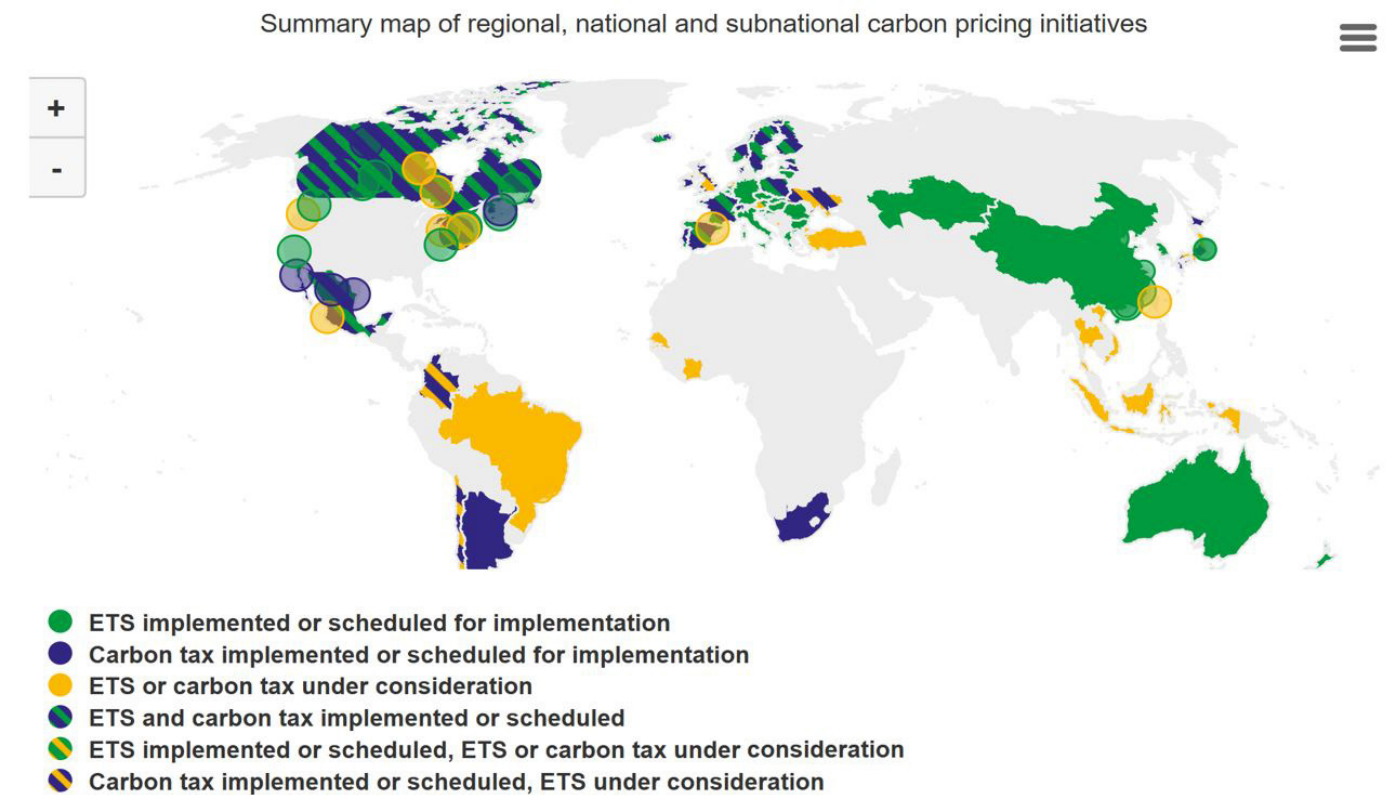 Summary map of regional, national and subnational carbon pricing initiatives
+
-
ETS implemented or scheduled for implementation
Carbon tax implemented or scheduled for implementation
ETS or carbon tax under consideration
ETS and carbon tax implemented or scheduled
ETS implemented or scheduled, ETS or carbon tax under consideration
Carbon tax implemented or scheduled, ETS under consideration